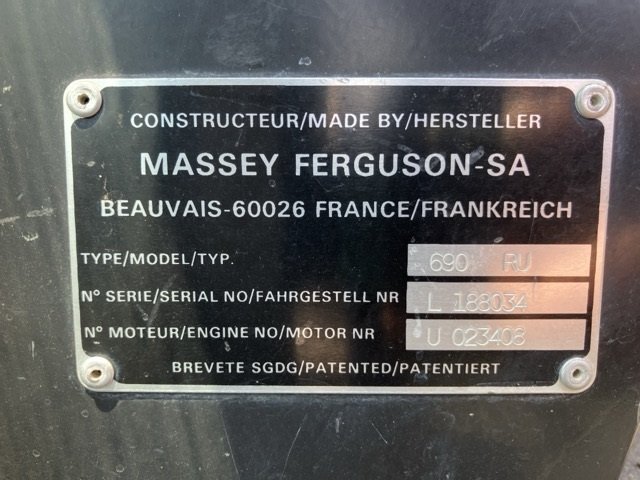 CONSTRUCTEUR/MADE BY/HERSTELLER
MASSEY FERGUSON-SA
BEAUVAIS-60026 FRANCE/FRANKREICH
TYPE/MODEL/TYP. 690 RU
N° SERIE/SERIAL NO/FAHRGESTELL NR L 188034
N° MOTEUR/ENGINE NO/MOTOR NR U 023408
BREVETE SGDG/PATENTED/PATENTIERT